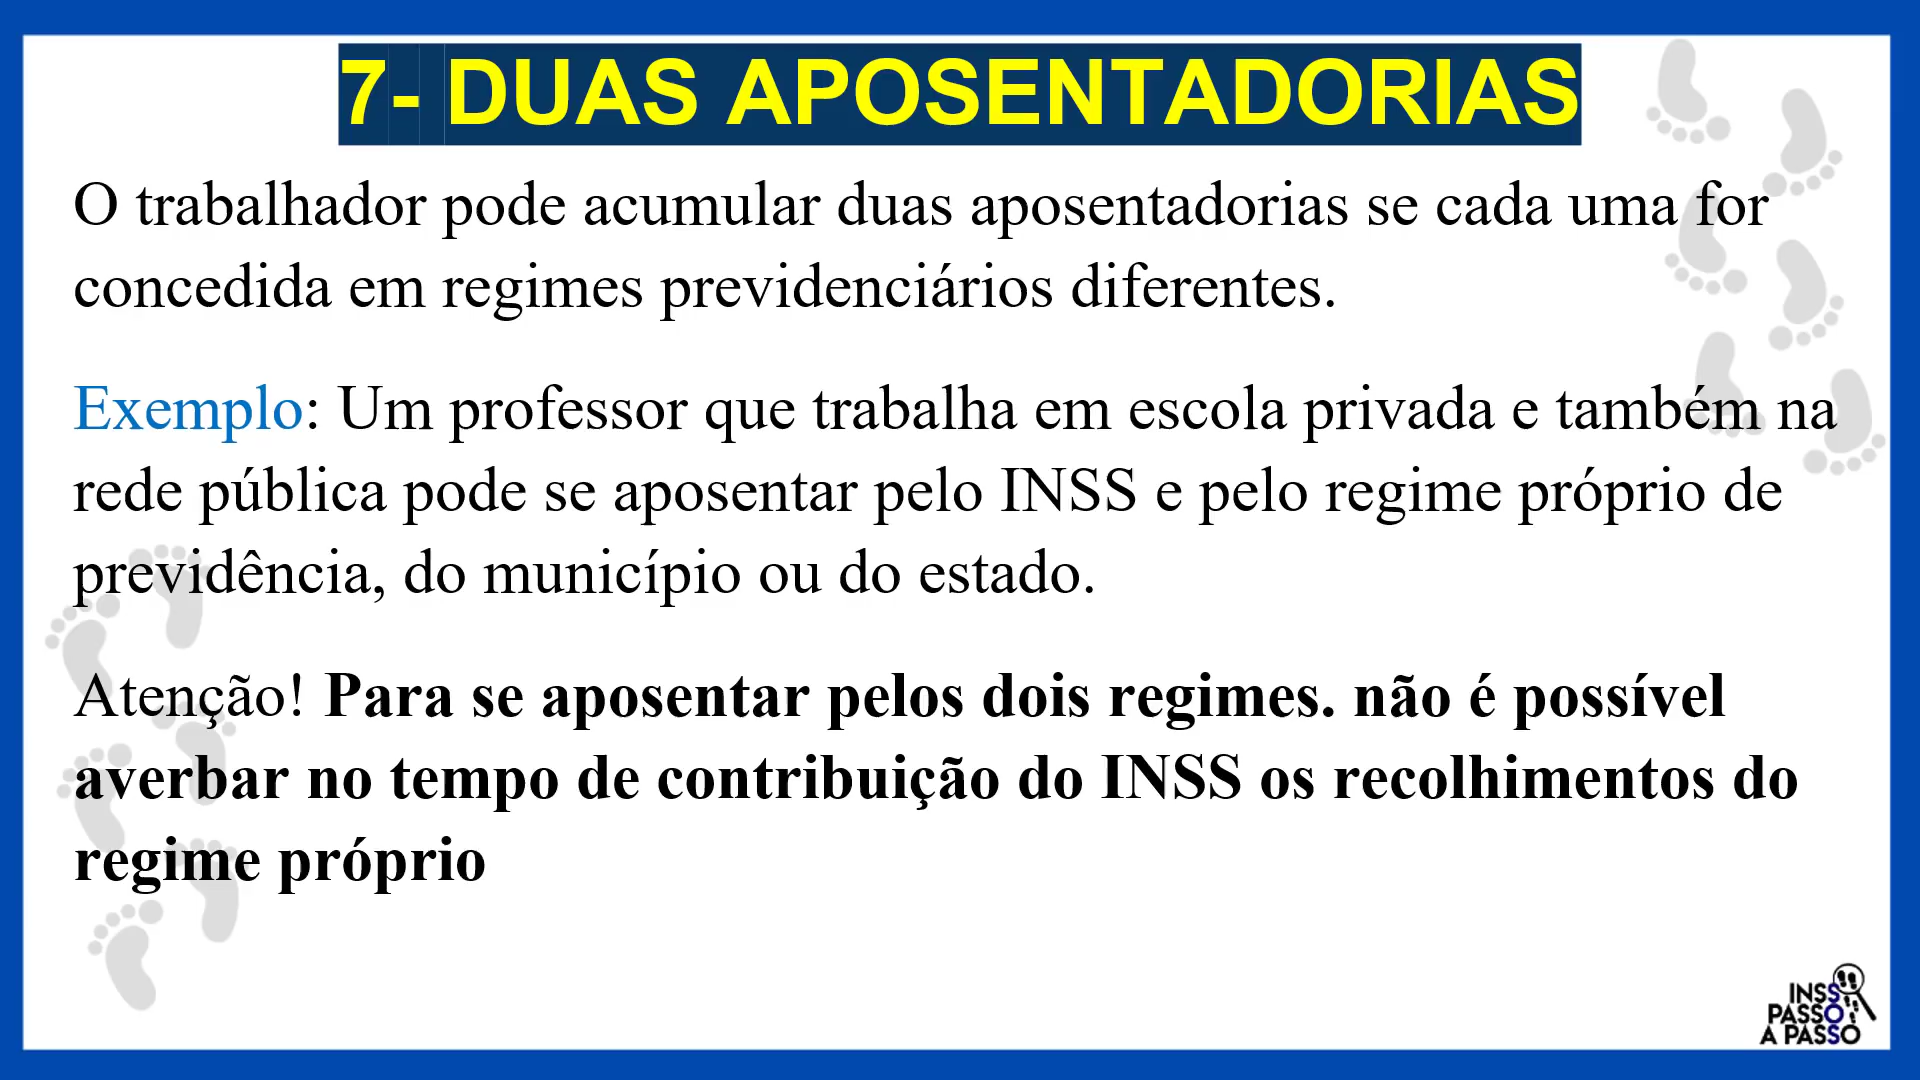 7- DUAS APOSENTADORIAS
O trabalhador pode acumular duas aposentadorias se cada uma for
concedida em regimes previdenciários diferentes.
Exemplo: Um professor que trabalha em escola privada e também na
rede pública pode se aposentar pelo INSS e pelo regime próprio de
previdência, do município ou do estado.
Atenção! Para se aposentar pelos dois regimes. não é possível
averbar no tempo de contribuição do INSS os recolhimentos do
regime próprio
INSS
PASSO
A PASSO